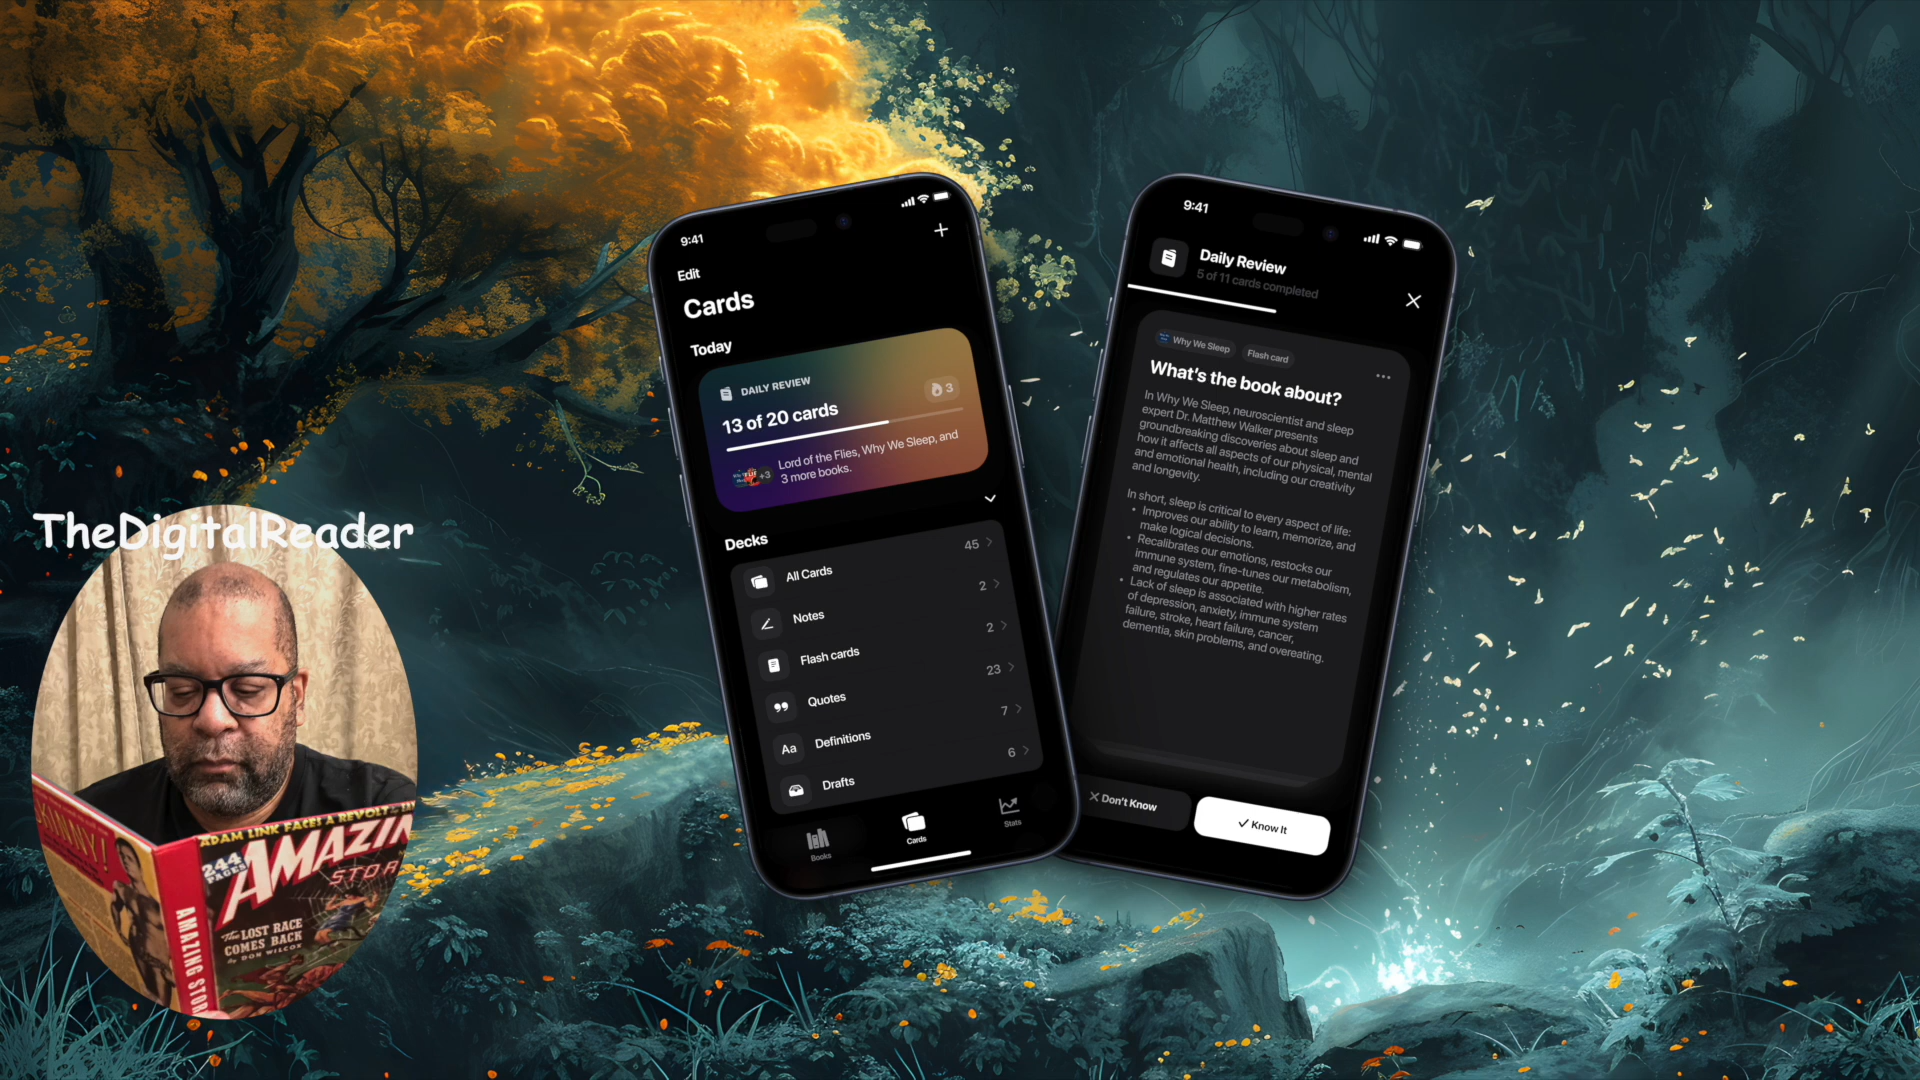 TheDigitalReader
KINNY!
ADAM LINK FACES A REVOLT
244
PAGES
AMAZIN
STOR
The LOST RACE
COMES BACK
By DON WILCOX
AMAZING STOR
9:41
Edit
Cards
Today
DAILY REVIEW
3
13 of 20 cards
+3
Lord of the Flies, Why We Sleep, and
3 more books.
Decks
All Cards 45
Notes 2
Flash cards 2
Quotes 23
Aa Definitions 7
Drafts 6
Books
Cards
Stats
9:41
Daily Review
5 of 11 cards completed
Why We Sleep
Flash card
What's the book about?
In Why We Sleep, neuroscientist and sleep
expert Dr. Matthew Walker presents
groundbreaking discoveries about sleep and
how it affects all aspects of our physical, mental
and emotional health, including our creativity
and longevity.
In short, sleep is critical to every aspect of life:
• Improves our ability to learn, memorize, and
make logical decisions.
• Recalibrates our emotions, restocks our
immune system, fine-tunes our metabolism,
and regulates our appetite.
• Lack of sleep is associated with higher rates
of depression, anxiety, immune system
failure, stroke, heart failure, cancer,
dementia, skin problems, and overeating.
Don't Know
Know It